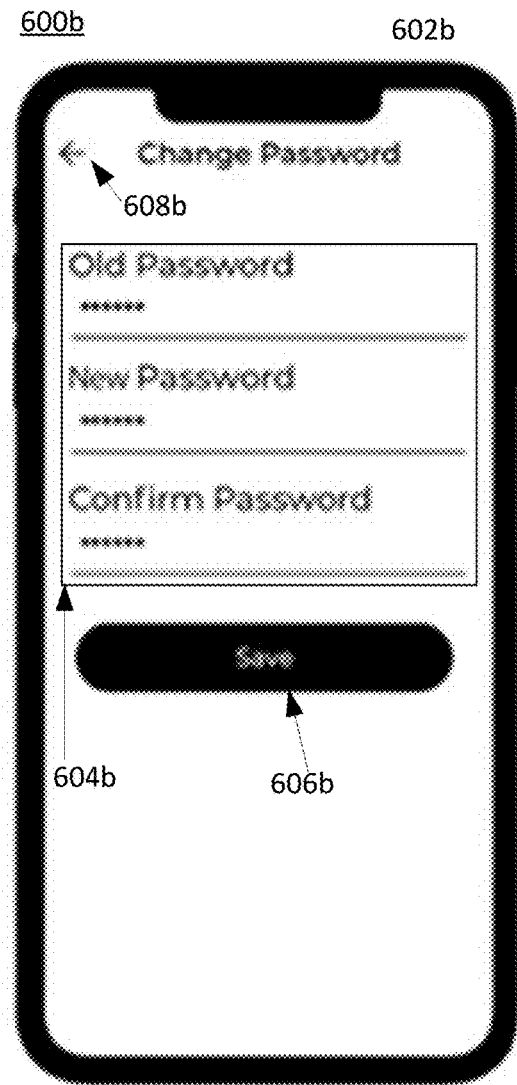 600b
602b
← Change Password
608b
Old Password
••••••
New Password
••••••
Confirm Password
••••••
Save
604b
606b